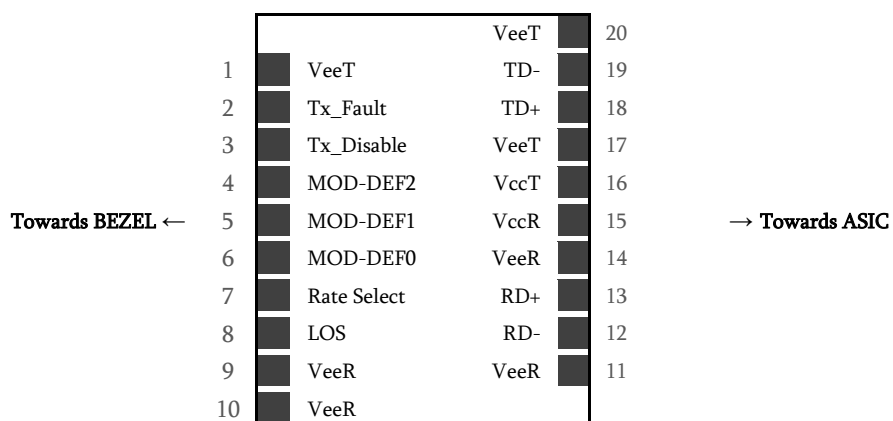 VeeT 20
1 VeeT TD- 19
2 Tx_Fault TD+ 18
3 Tx_Disable VeeT 17
4 MOD-DEF2 VccT 16
Towards BEZEL ← 5 MOD-DEF1 VccR 15 → Towards ASIC
6 MOD-DEF0 VeeR 14
7 Rate Select RD+ 13
8 LOS RD- 12
9 VeeR VeeR 11
10 VeeR